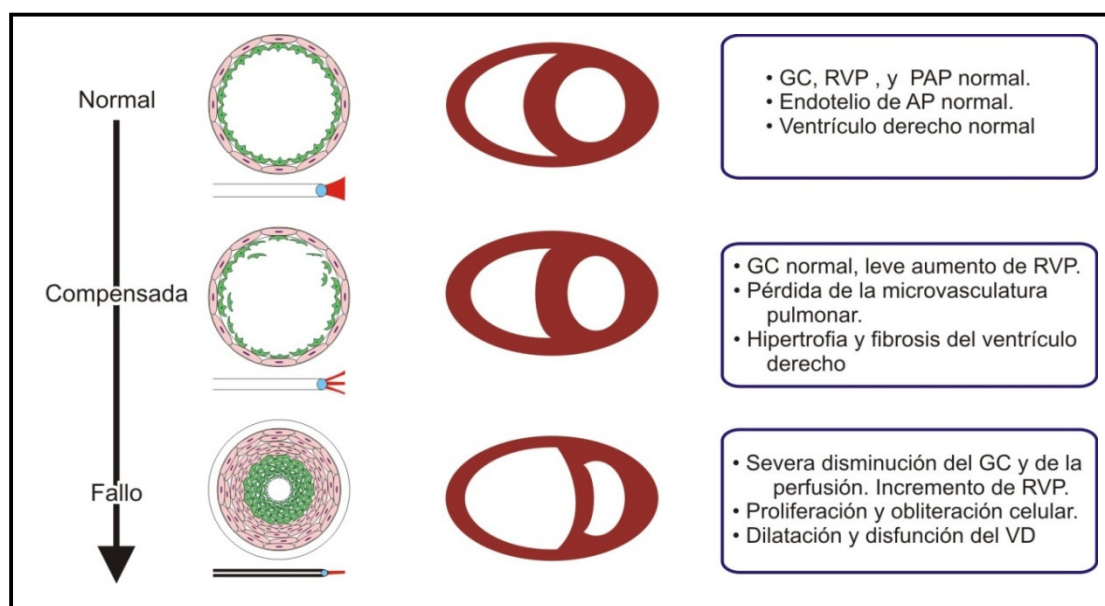 Normal
• GC, RVP , y PAP normal.
• Endotelio de AP normal.
• Ventrículo derecho normal
Compensada
• GC normal, leve aumento de RVP.
• Pérdida de la microvasculatura
pulmonar.
• Hipertrofia y fibrosis del ventrículo
derecho
Fallo
• Severa disminución del GC y de la
perfusión. Incremento de RVP.
• Proliferación y obliteración celular.
• Dilatación y disfunción del VD